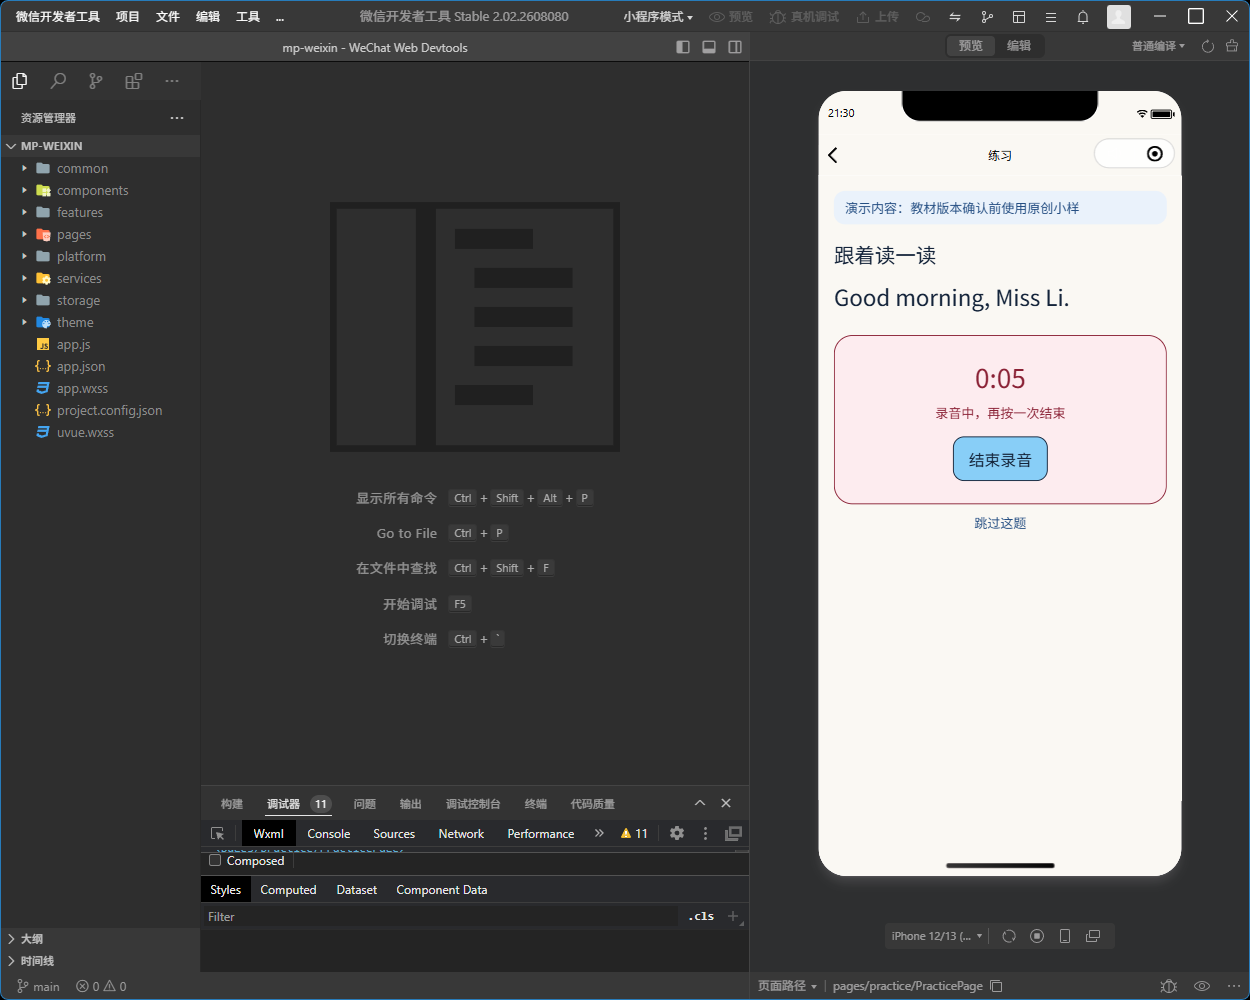 微信开发者工具 项目 文件 编辑 工具 ... 微信开发者工具 Stable 2.02.2608080 小程序模式 预览 真机调试 上传
mp-weixin - WeChat Web Devtools 预览 编辑 普通编译
资源管理器
MP-WEIXIN
common
components
features
pages
platform
services
storage
theme
app.js
app.json
app.wxss
project.config.json
uvue.wxss
大纲
时间线
main 0 0
显示所有命令 Ctrl + Shift + Alt + P
Go to File Ctrl + P
在文件中查找 Ctrl + Shift + F
开始调试 F5
切换终端 Ctrl + `
构建 调试器 11 问题 输出 调试控制台 终端 代码质量
Wxml Console Sources Network Performance 11
Composed
Styles Computed Dataset Component Data
Filter .cls
21:30
练习
演示内容：教材版本确认前使用原创小样
跟着读一读
Good morning, Miss Li.
0:05
录音中，再按一次结束
结束录音
跳过这题
iPhone 12/13 (...
页面路径 pages/practice/PracticePage